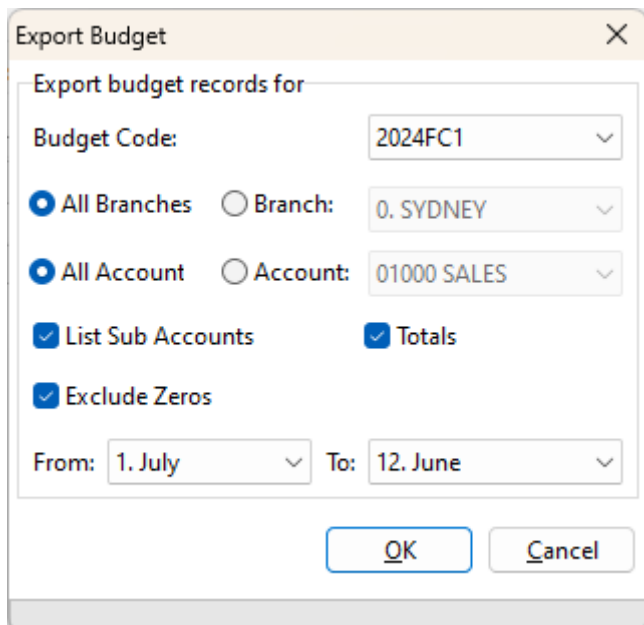 Export Budget
Export budget records for
Budget Code: 2024FC1
All Branches Branch: 0. SYDNEY
All Account Account: 01000 SALES
List Sub Accounts Totals
Exclude Zeros
From: 1. July To: 12. June
OK Cancel